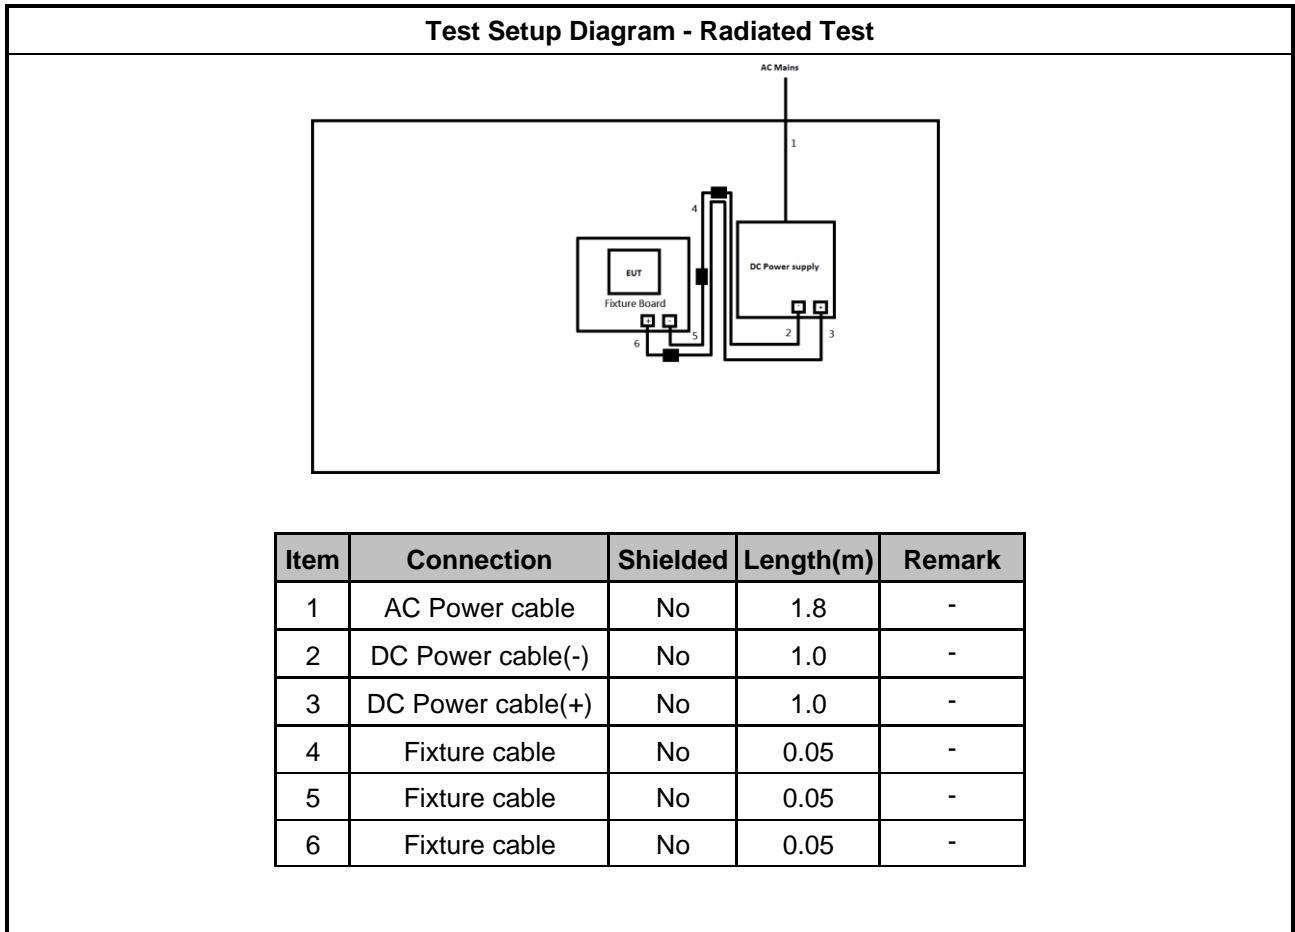 Test Setup Diagram - Radiated Test
AC Mains
1
4
EUT
DC Power supply
Fixture Board
- +
+ -
5
2
3
6
Item Connection Shielded Length(m) Remark
1 AC Power cable No 1.8 -
2 DC Power cable(-) No 1.0 -
3 DC Power cable(+) No 1.0 -
4 Fixture cable No 0.05 -
5 Fixture cable No 0.05 -
6 Fixture cable No 0.05 -